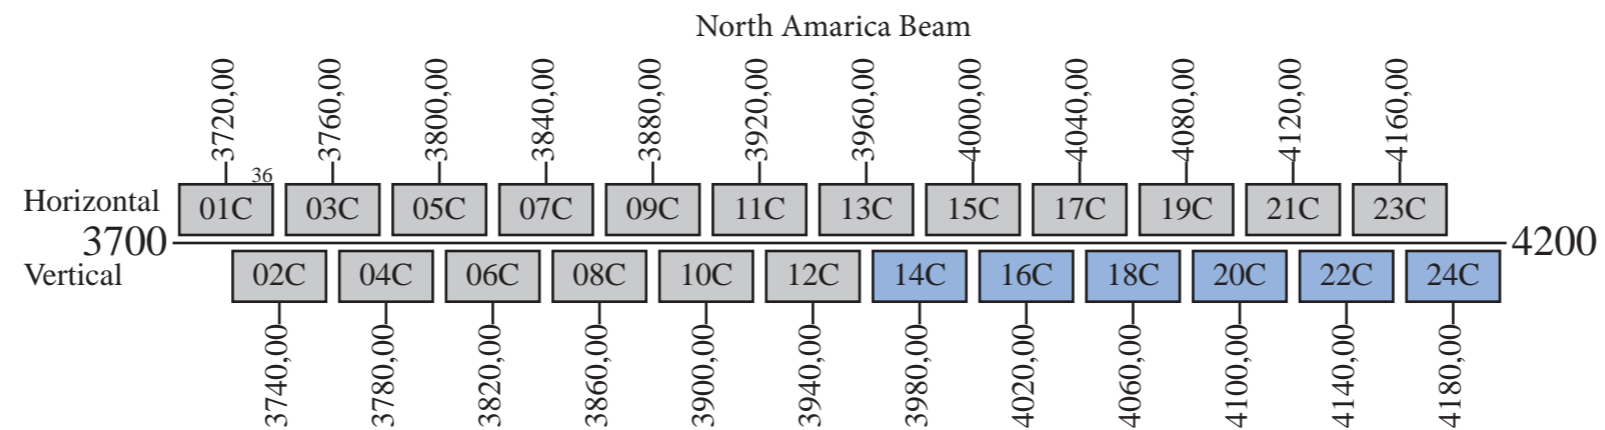 North Amarica Beam
3720,00 3760,00 3800,00 3840,00 3880,00 3920,00 3960,00 4000,00 4040,00 4080,00 4120,00 4160,00
36
Horizontal 01C 03C 05C 07C 09C 11C 13C 15C 17C 19C 21C 23C
3700 4200
Vertical 02C 04C 06C 08C 10C 12C 14C 16C 18C 20C 22C 24C
3740,00 3780,00 3820,00 3860,00 3900,00 3940,00 3980,00 4020,00 4060,00 4100,00 4140,00 4180,00